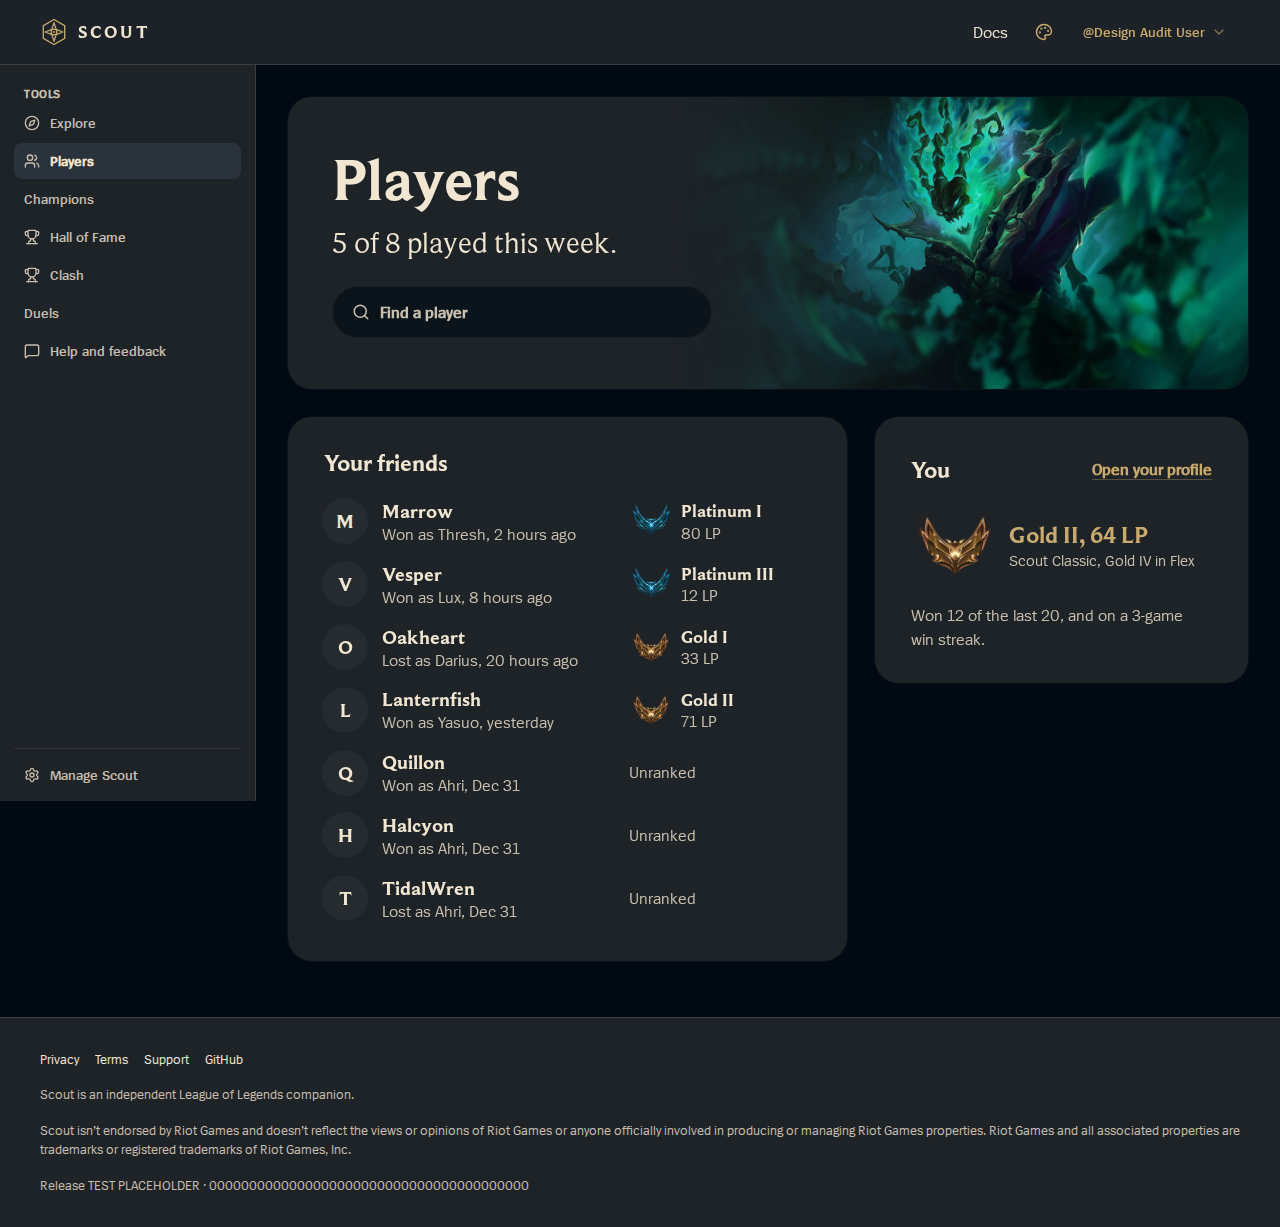 SCOUT
Docs
@Design Audit User
TOOLS
Explore
Players
Champions
Hall of Fame
Clash
Duels
Help and feedback
Manage Scout
Players
5 of 8 played this week.
Find a player
Your friends
M
Marrow
Won as Thresh, 2 hours ago
Platinum I
80 LP
V
Vesper
Won as Lux, 8 hours ago
Platinum III
12 LP
O
Oakheart
Lost as Darius, 20 hours ago
Gold I
33 LP
L
Lanternfish
Won as Yasuo, yesterday
Gold II
71 LP
Q
Quillon
Won as Ahri, Dec 31
Unranked
H
Halcyon
Won as Ahri, Dec 31
Unranked
T
TidalWren
Lost as Ahri, Dec 31
Unranked
You
Open your profile
Gold II, 64 LP
Scout Classic, Gold IV in Flex
Won 12 of the last 20, and on a 3-game
win streak.
Privacy Terms Support GitHub
Scout is an independent League of Legends companion.
Scout isn't endorsed by Riot Games and doesn't reflect the views or opinions of Riot Games or anyone officially involved in producing or managing Riot Games properties. Riot Games and all associated properties are
trademarks or registered trademarks of Riot Games, Inc.
Release TEST PLACEHOLDER · 0000000000000000000000000000000000000000